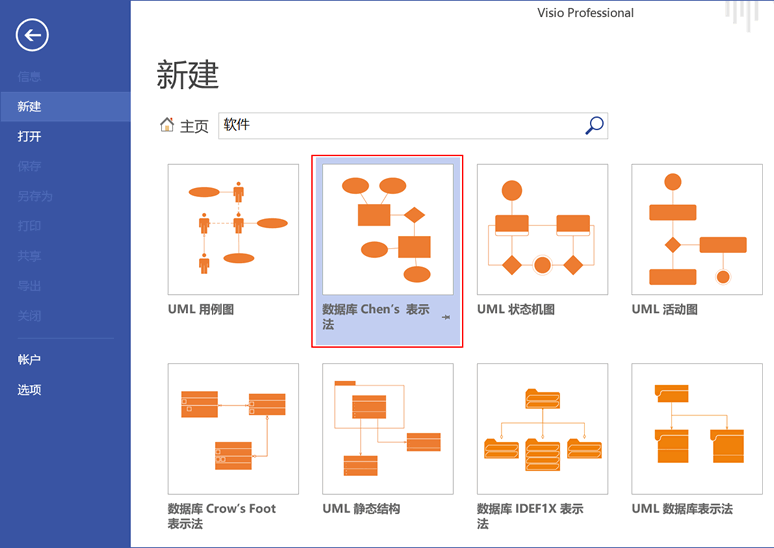 Visio Professional
信息
新建
打开
保存
另存为
打印
共享
导出
关闭
帐户
选项
新建
主页
软件
UML 用例图
数据库 Chen's 表示
法
UML 状态机图
UML 活动图
数据库 Crow's Foot
表示法
UML 静态结构
数据库 IDEF1X 表示
法
UML 数据库表示法